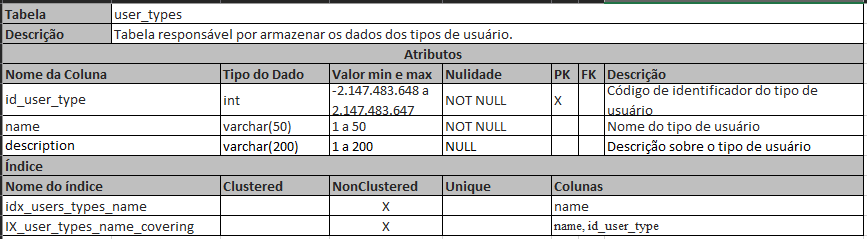 Tabela user_types
Descrição Tabela responsável por armazenar os dados dos tipos de usuário.
Atributos
Nome da Coluna Tipo do Dado Valor min e max Nulidade PK FK Descrição
id_user_type int -2.147.483.648 a 2.147.483.647 NOT NULL X Código de identificador do tipo de usuário
name varchar(50) 1 a 50 NOT NULL Nome do tipo de usuário
description varchar(200) 1 a 200 NULL Descrição sobre o tipo de usuário
Índice
Nome do índice Clustered NonClustered Unique Colunas
idx_users_types_name X name
IX_user_types_name_covering X name, id_user_type